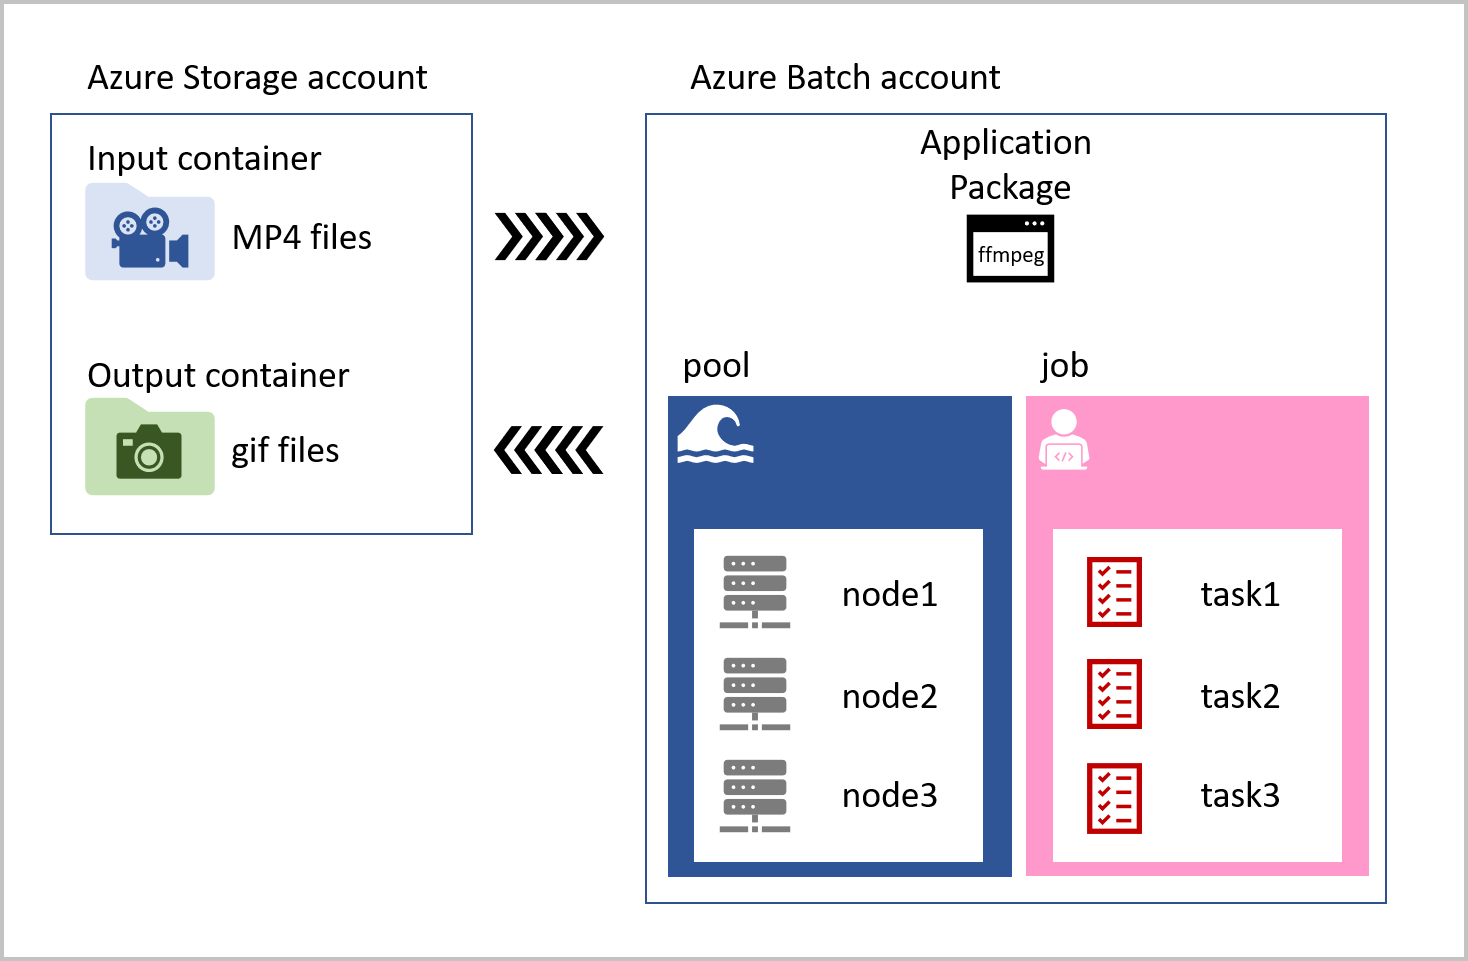 Azure Storage account
Input container
MP4 files
Output container
gif files
Azure Batch account
Application
Package
ffmpeg
pool
node1
node2
node3
job
</>
task1
task2
task3